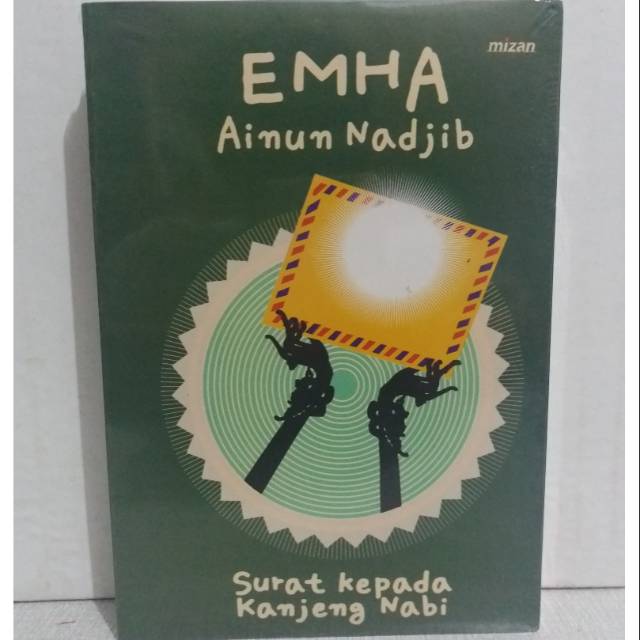 mizan
EMHA
Ainun Nadjib
Surat kepada
Kanjeng Nabi